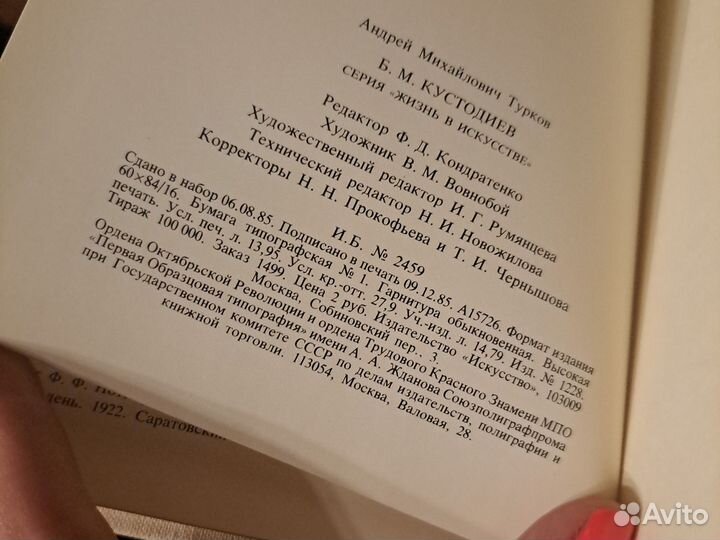 Андрей Михайлович Турков
Б. М. КУСТОДИЕВ
СЕРИЯ «ЖИЗНЬ В ИСКУССТВЕ»
Редактор Ф. Д. Кондратенко
Художник В. М. Вовнобой
Художественный редактор И. Г. Румянцева
Технический редактор Н. И. Новожилова
Корректоры Н. Н. Прокофьева и Т. И. Чернышова
И.Б. № 2459
Сдано в набор 06.08.85. Подписано в печать 09.12.85. А15726. Формат издания
60×84/16. Бумага типографская № 1. Гарнитура обыкновенная. Высокая
печать. Усл. печ. л. 13,95. Усл. кр.-отт. 27,9. Уч.-изд. л. 14,79. Изд. № 1228.
Тираж 100 000. Заказ 1499. Цена 2 руб. Издательство «Искусство», 103009
Москва, Собиновский пер., 3.
Ордена Октябрьской Революции и ордена Трудового Красного Знамени МПО
«Первая Образцовая типография» имени А. А. Жданова Союзполиграфпрома
при Государственном комитете СССР по делам издательств, полиграфии и
книжной торговли. 113054, Москва, Валовая, 28.
Ф. Ф.
день. 1922. Саратовский
Avito